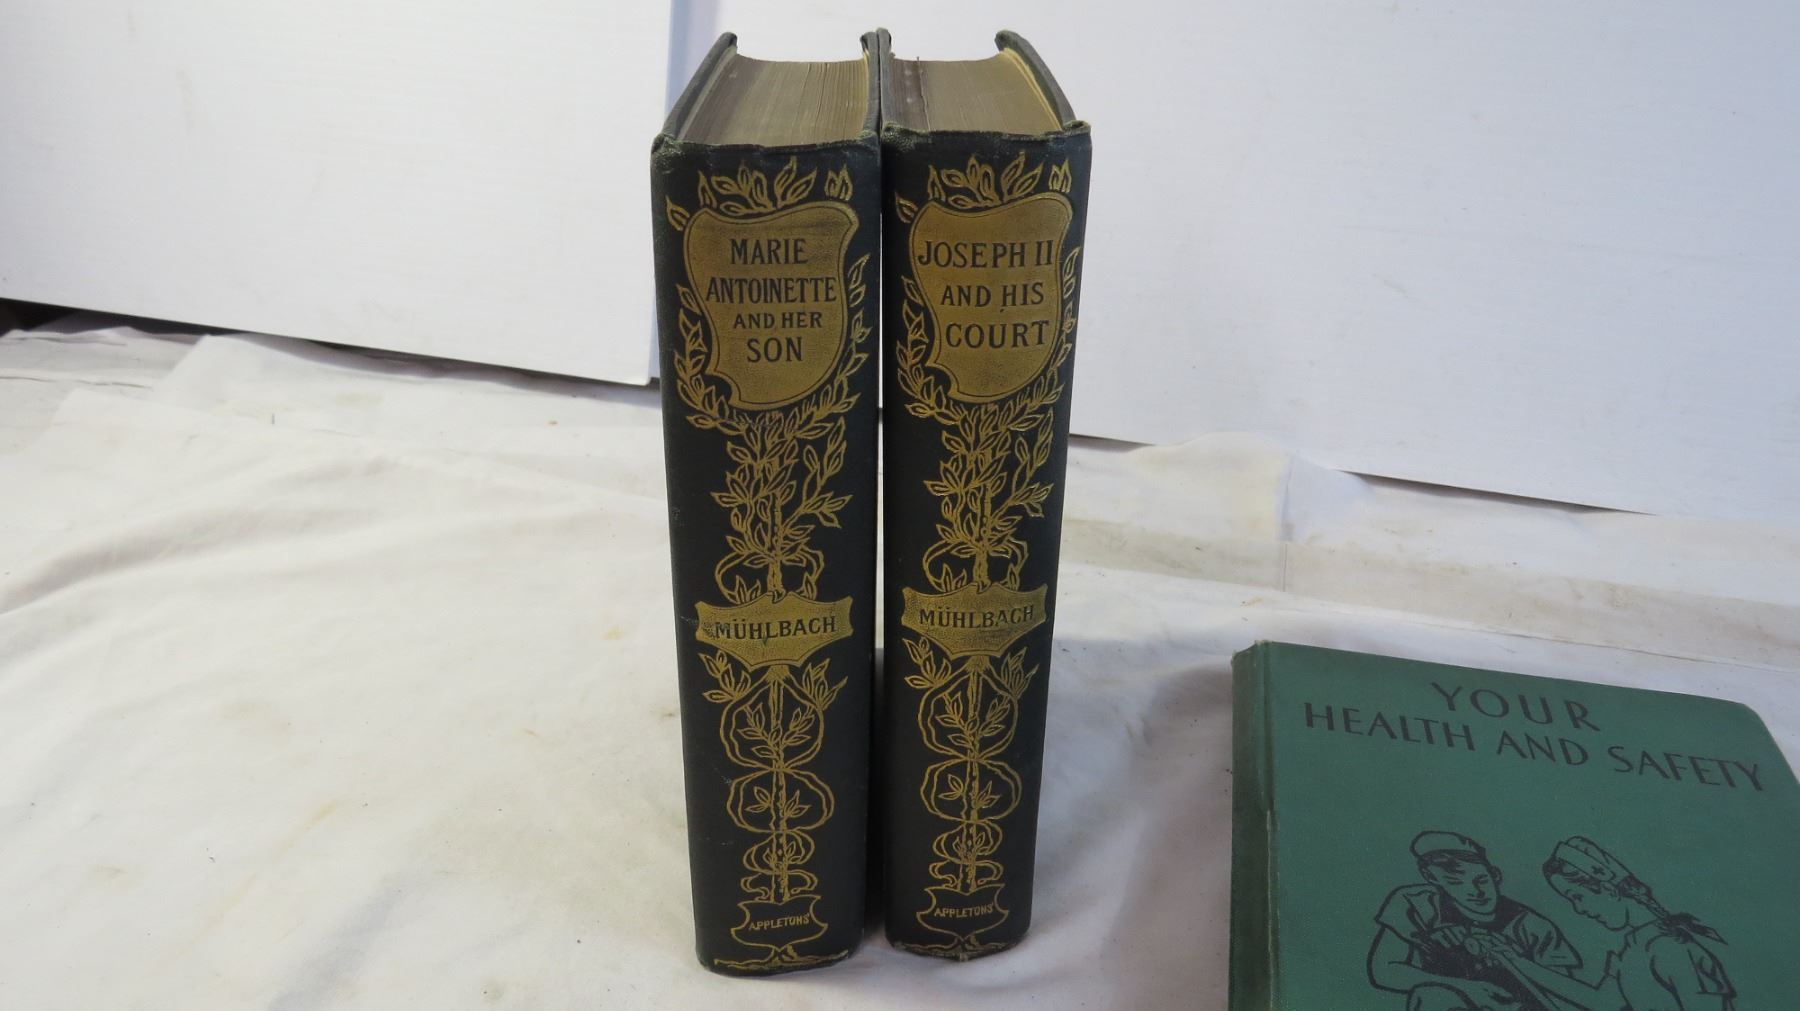 MARIE
ANTOINETTE
AND HER
SON
MÜHLBACH
APPLETONS'
JOSEPH II
AND HIS
COURT
MÜHLBACH
APPLETONS'
YOUR
HEALTH AND SAFETY